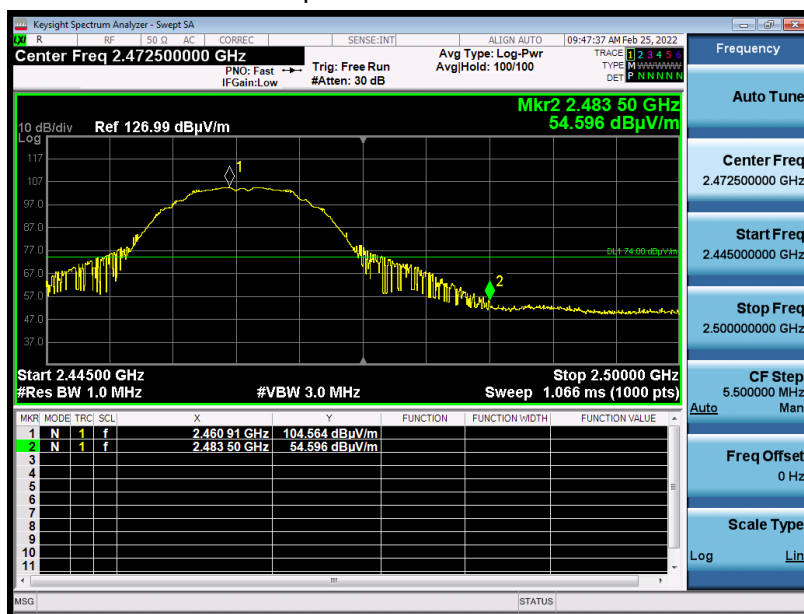 Keysight Spectrum Analyzer - Swept SA
LXI R RF 50 Ω AC CORREC SENSE:INT ALIGN AUTO 09:47:37 AM Feb 25, 2022
Center Freq 2.472500000 GHz
PNO: Fast
IFGain:Low
Trig: Free Run
#Atten: 30 dB
Avg Type: Log-Pwr
Avg|Hold: 100/100
TRACE 1 2 3 4 5 6
TYPE M WWWWW
DET P N N N N N
Mkr2 2.483 50 GHz
54.596 dBµV/m
10 dB/div Ref 126.99 dBµV/m
Log
117
107
97.0
87.0
77.0
67.0
57.0
47.0
37.0
1
DL1 74.00 dBµV/m
2
Start 2.44500 GHz Stop 2.50000 GHz
#Res BW 1.0 MHz #VBW 3.0 MHz Sweep 1.066 ms (1000 pts)
MKR MODE TRC SCL X Y FUNCTION FUNCTION WIDTH FUNCTION VALUE
1 N 1 f 2.460 91 GHz 104.564 dBµV/m
2 N 1 f 2.483 50 GHz 54.596 dBµV/m
3
4
5
6
7
8
9
10
11
MSG STATUS
Frequency
Auto Tune
Center Freq
2.472500000 GHz
Start Freq
2.445000000 GHz
Stop Freq
2.500000000 GHz
CF Step
5.500000 MHz
Auto Man
Freq Offset
0 Hz
Scale Type
Log Lin